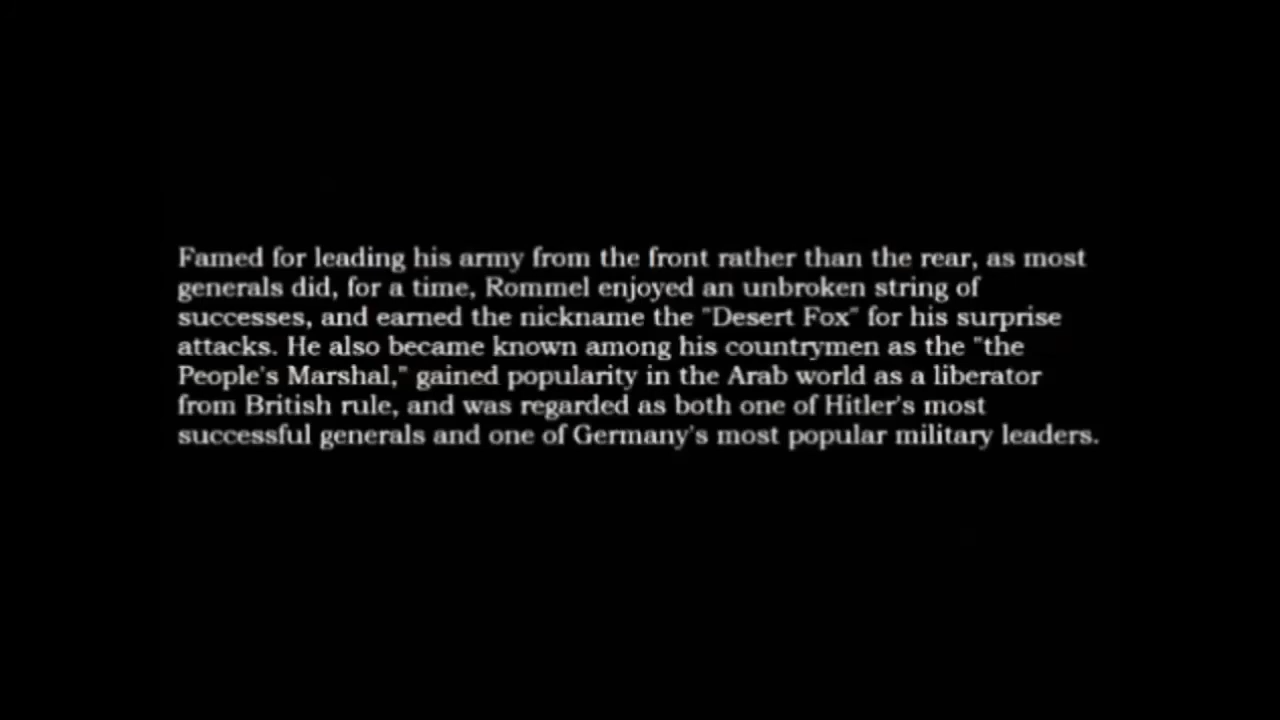 Famed for leading his army from the front rather than the rear, as most
generals did, for a time, Rommel enjoyed an unbroken string of
successes, and earned the nickname the "Desert Fox" for his surprise
attacks. He also became known among his countrymen as the "the
People's Marshal," gained popularity in the Arab world as a liberator
from British rule, and was regarded as both one of Hitler's most
successful generals and one of Germany's most popular military leaders.